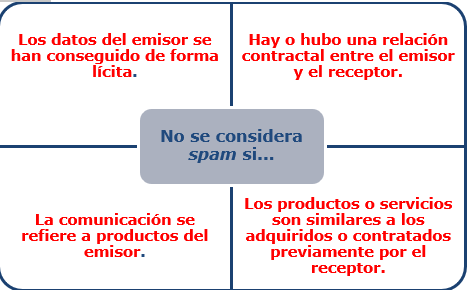 Los datos del emisor se
han conseguido de forma
lícita.
Hay o hubo una relación
contractal entre el emisor
y el receptor.
No se considera
spam si...
La comunicación se
refiere a productos del
emisor.
Los productos o servicios
son similares a los
adquiridos o contratados
previamente por el
receptor.